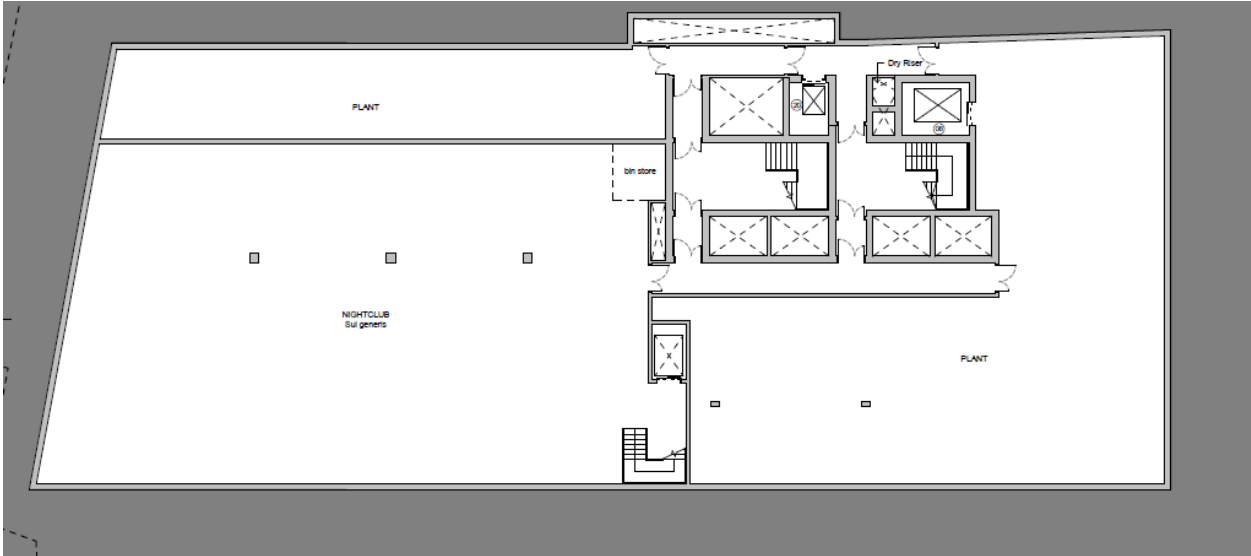 Dry Riser
PLANT
bin store
NIGHTCLUB
Sui generis
PLANT